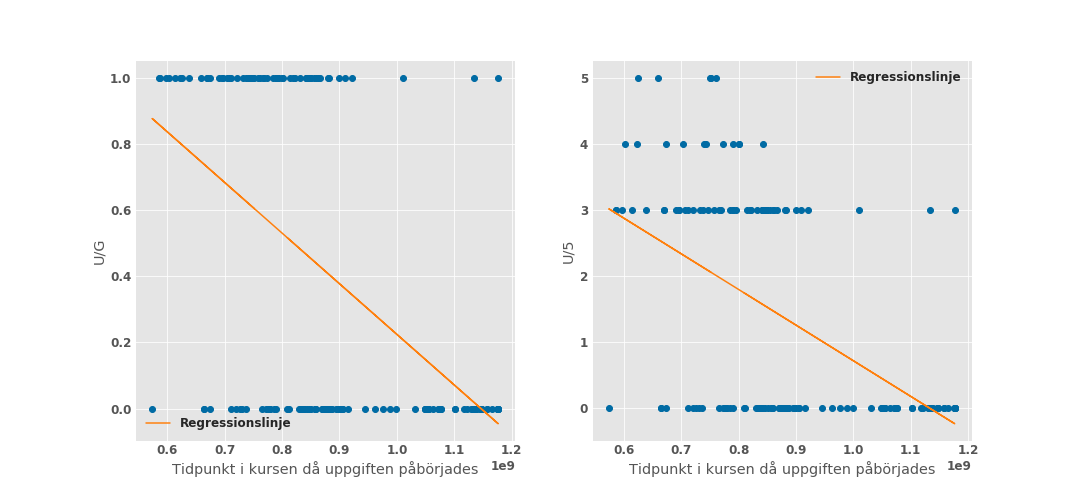 1.0
0.8
0.6
0.4
0.2
0.0
U/G
Regressionslinje
0.6 0.7 0.8 0.9 1.0 1.1 1.2
1e9
Tidpunkt i kursen då uppgiften påbörjades
5
4
3
2
1
0
U/5
Regressionslinje
0.6 0.7 0.8 0.9 1.0 1.1 1.2
1e9
Tidpunkt i kursen då uppgiften påbörjades